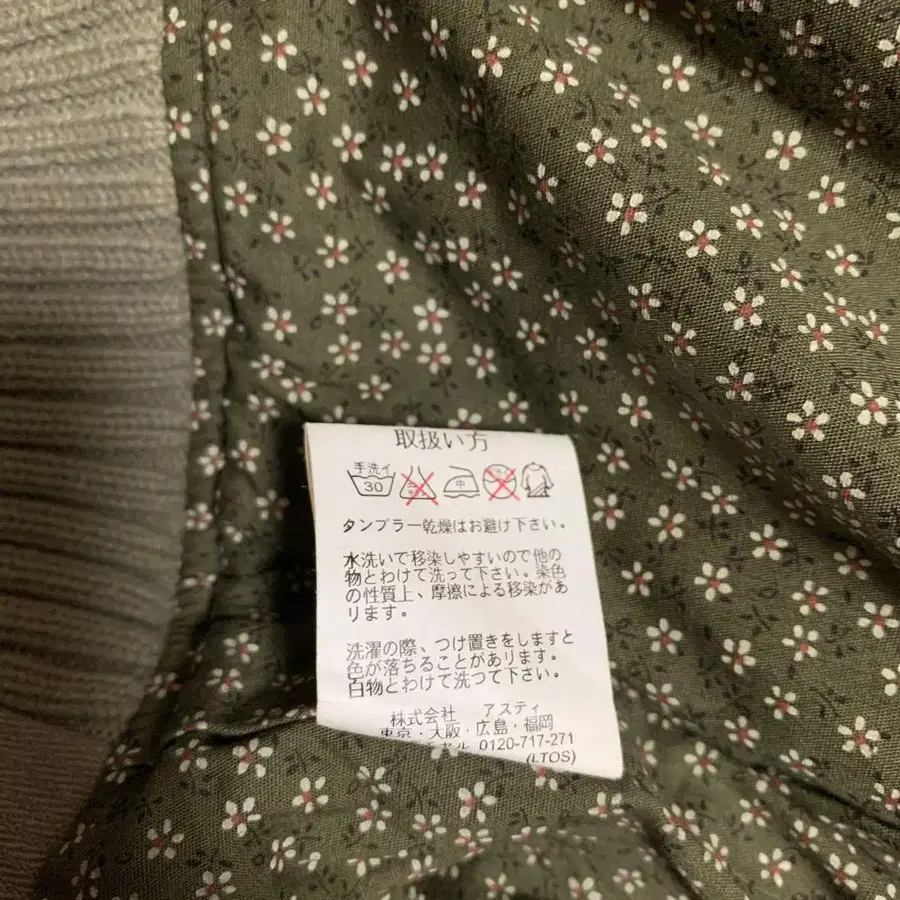 取扱い方
手洗イ
30
中
タンブラー乾燥はお避け下さい。
水洗いで移染しやすいので他の
物とわけて洗って下さい。染色
の性質上、摩擦による移染があ
ります。
洗濯の際、つけ置きをしますと
色が落ちることがあります。
白物とわけて洗つて下さい。
株式会社 アスティ
東京・大阪・広島・福岡
0120-717-271
(LTOS)